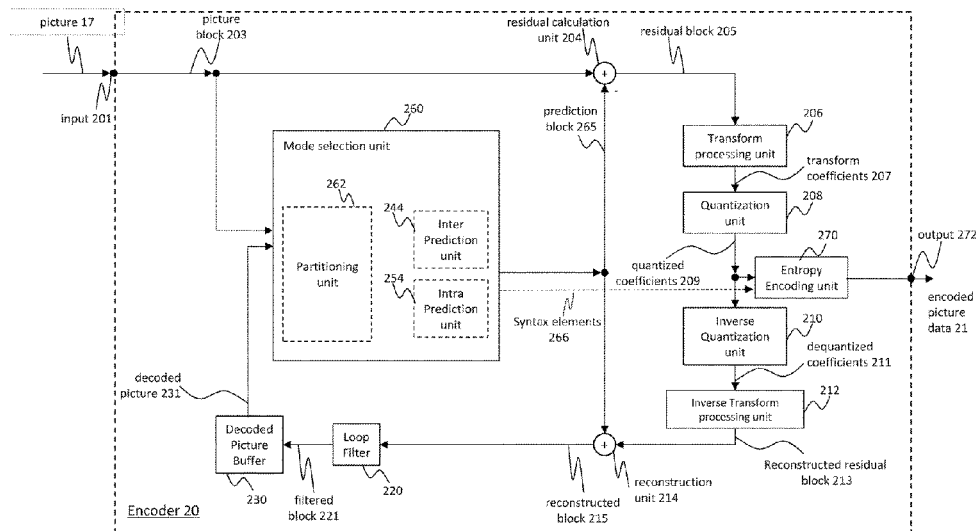 picture 17
picture
block 203
residual calculation
unit 204
residual block 205
input 201
prediction
block 265
260
Mode selection unit
206
Transform
processing unit
transform
coefficients 207
262
244
Inter
Prediction
unit
Partitioning
unit
254
Intra
Prediction
unit
208
Quantization
unit
quantized
coefficients 209
270
Entropy
Encoding unit
output 272
encoded
picture
data 21
Syntax elements
266
210
Inverse
Quantization
unit
dequantized
coefficients 211
decoded
picture 231
212
Inverse Transform
processing unit
Decoded
Picture
Buffer
Loop
Filter
Reconstructed residual
block 213
230
220
filtered
block 221
reconstructed
block 215
reconstruction
unit 214
Encoder 20
+
+